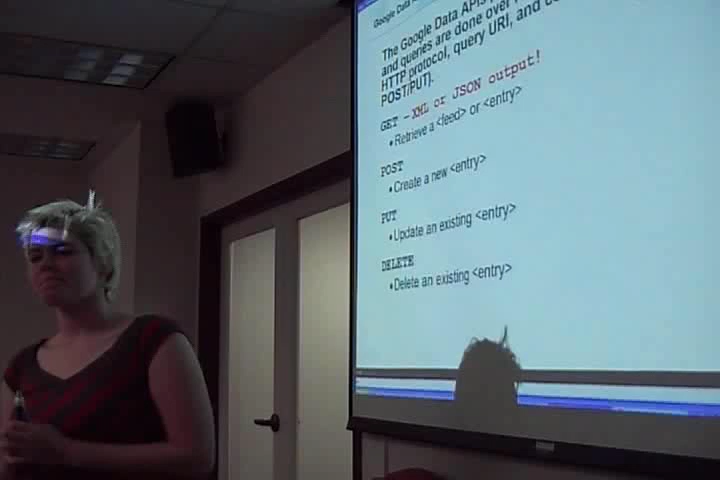 Google Data
The Google Data APIs
and queries are done over
HTTP protocol, query URI, and
POST/PUT).
GET – XML or JSON output!
•Retrieve a <feed> or <entry>
POST
•Create a new <entry>
PUT
•Update an existing <entry>
DELETE
•Delete an existing <entry>